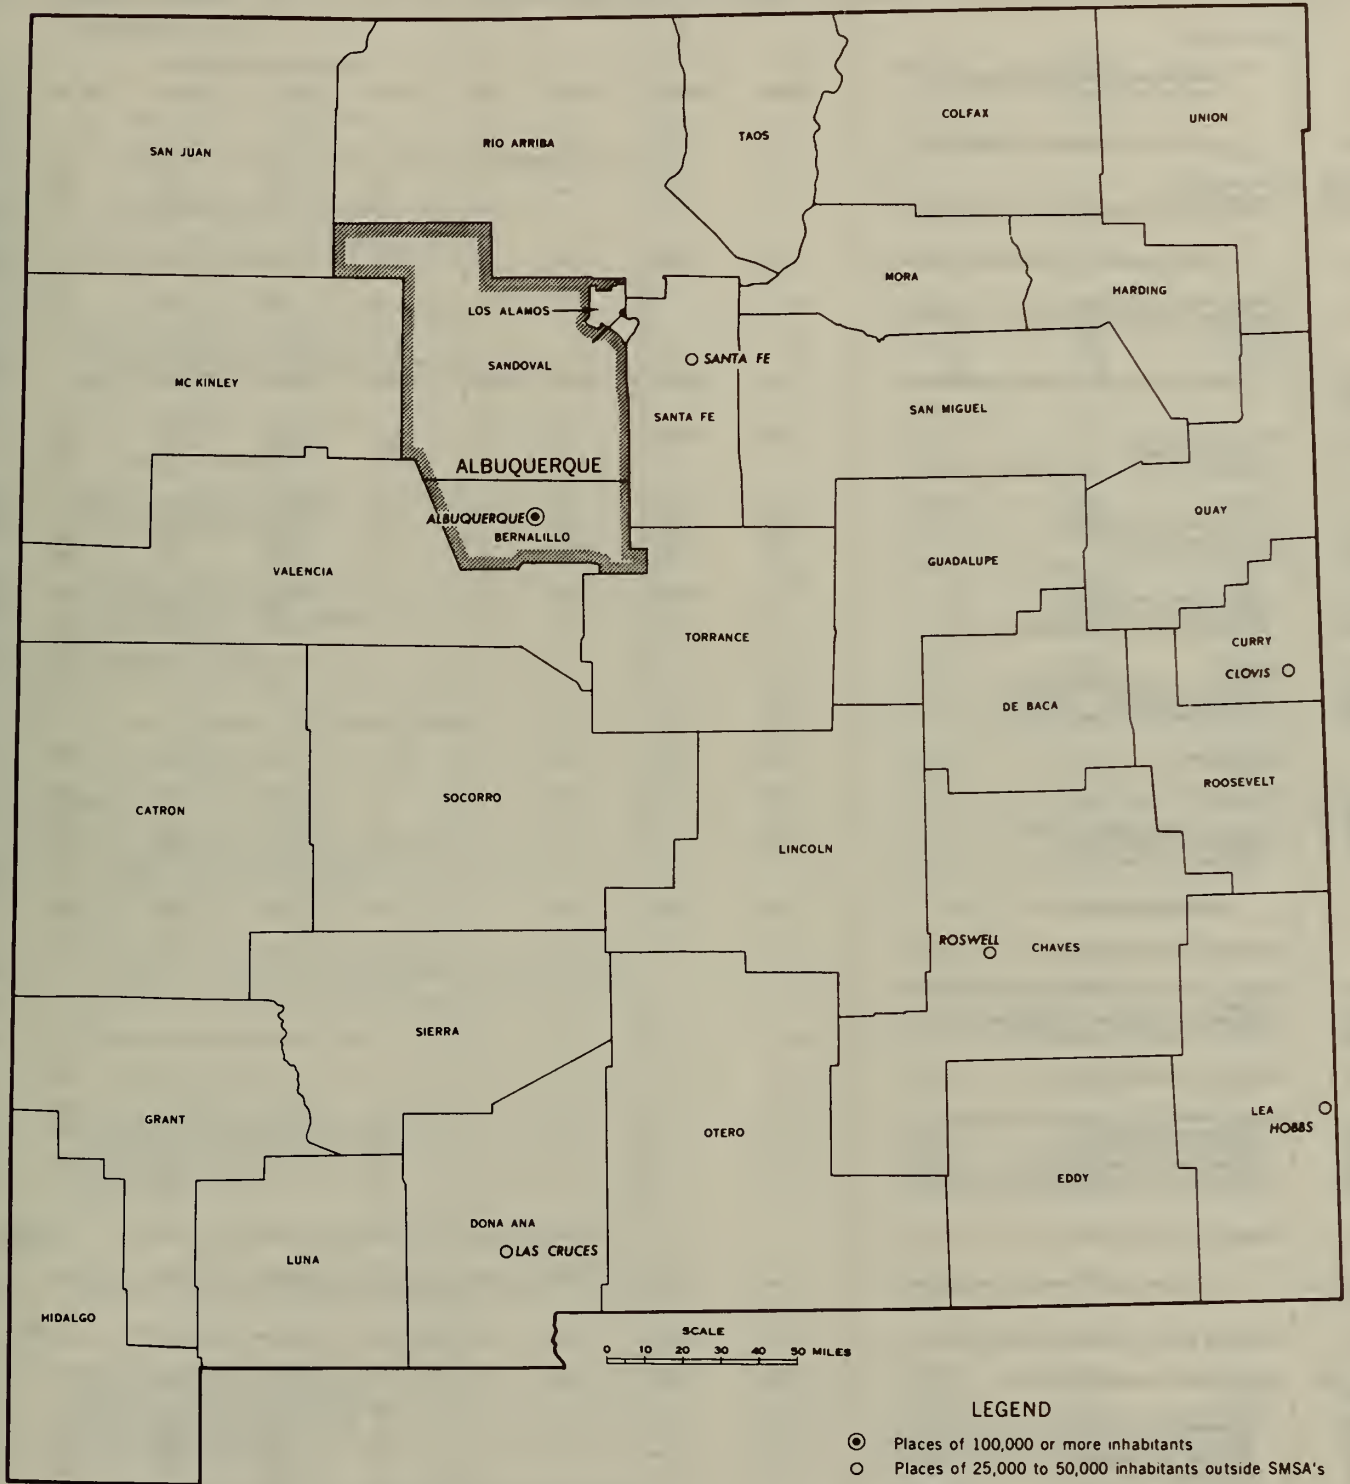 SAN JUAN
RIO ARRIBA
TAOS
COLFAX
UNION
MORA
HARDING
LOS ALAMOS
SANDOVAL
SANTA FE
MC KINLEY
SANTA FE
SAN MIGUEL
ALBUQUERQUE
ALBUQUERQUE
BERNALILLO
QUAY
VALENCIA
GUADALUPE
TORRANCE
CURRY
CLOVIS
DE BACA
ROOSEVELT
CATRON
SOCORRO
LINCOLN
ROSWELL
CHAVES
SIERRA
GRANT
OTERO
LEA
HOBBS
EDDY
DONA ANA
LAS CRUCES
LUNA
HIDALGO
SCALE
0 10 20 30 40 50 MILES
LEGEND
Places of 100,000 or more inhabitants
Places of 25,000 to 50,000 inhabitants outside SMSA's